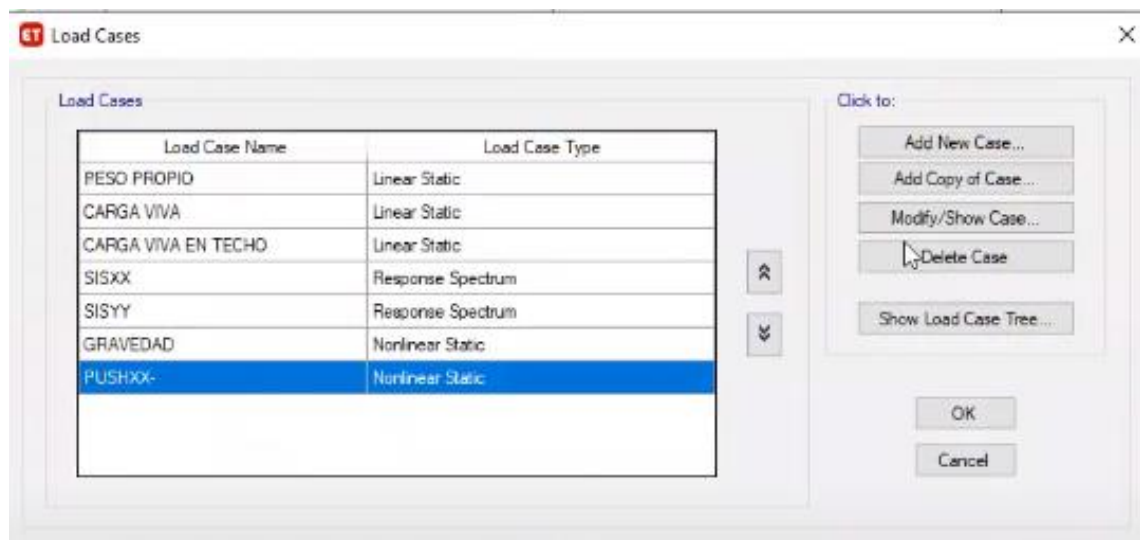 ET Load Cases
Load Cases
Click to:
Load Case Name Load Case Type
PESO PROPIO Linear Static
CARGA VIVA Linear Static
CARGA VIVA EN TECHO Linear Static
SISXX Response Spectrum
SISYY Response Spectrum
GRAVEDAD Nonlinear Static
PUSHXX- Nonlinear Static
Add New Case...
Add Copy of Case...
Modify/Show Case...
Delete Case
Show Load Case Tree...
OK
Cancel